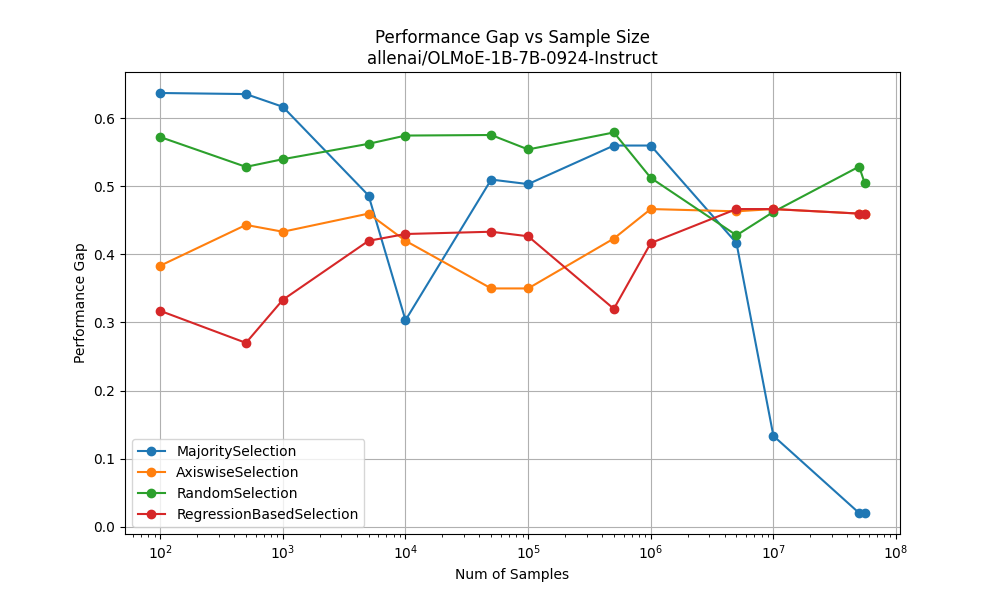 Performance Gap vs Sample Size
allenai/OLMoE-1B-7B-0924-Instruct
Performance Gap
0.6
0.5
0.4
0.3
0.2
0.1
0.0
MajoritySelection
AxiswiseSelection
RandomSelection
RegressionBasedSelection
10² 10³ 10⁴ 10⁵ 10⁶ 10⁷ 10⁸
Num of Samples